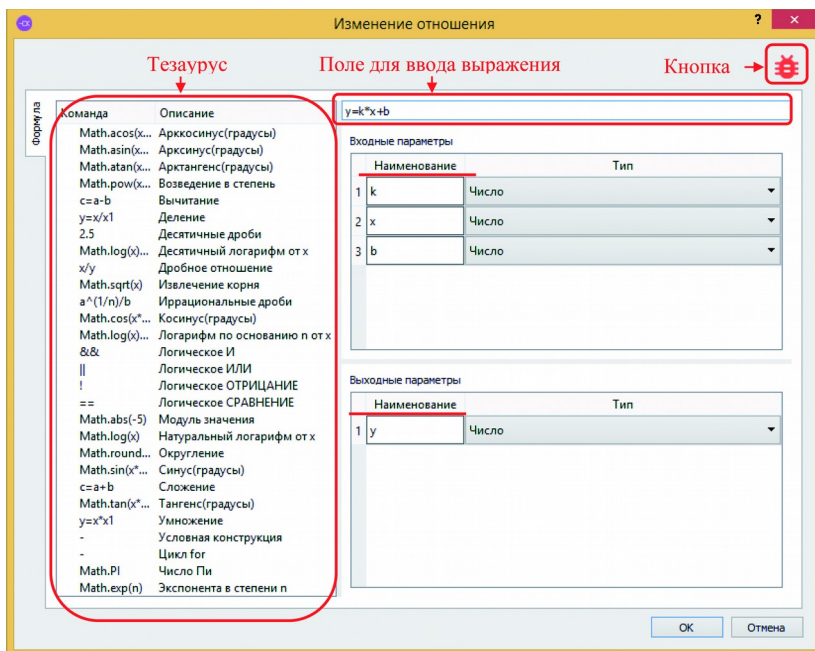 Изменение отношения
?
×
Тезаурус
Поле для ввода выражения
Кнопка
Формула
Команда Описание
Math.acos(x... Арккосинус(градусы)
Math.asin(x... Арксинус(градусы)
Math.atan(x... Арктангенс(градусы)
Math.pow(x... Возведение в степень
c=a-b Вычитание
y=x/x1 Деление
2.5 Десятичные дроби
Math.log(x)... Десятичный логарифм от x
x/y Дробное отношение
Math.sqrt(x) Извлечение корня
a^(1/n)/b Иррациональные дроби
Math.cos(x*... Косинус(градусы)
Math.log(x)... Логарифм по основанию n от x
&& Логическое И
|| Логическое ИЛИ
! Логическое ОТРИЦАНИЕ
== Логическое СРАВНЕНИЕ
Math.abs(-5) Модуль значения
Math.log(x) Натуральный логарифм от x
Math.round... Округление
Math.sin(x*... Синус(градусы)
c=a+b Сложение
Math.tan(x*... Тангенс(градусы)
y=x*x1 Умножение
- Условная конструкция
- Цикл for
Math.PI Число Пи
Math.exp(n) Экспонента в степени n
y=k*x+b
Входные параметры
Наименование Тип
1 k Число
2 x Число
3 b Число
Выходные параметры
Наименование Тип
1 y Число
OK Отмена